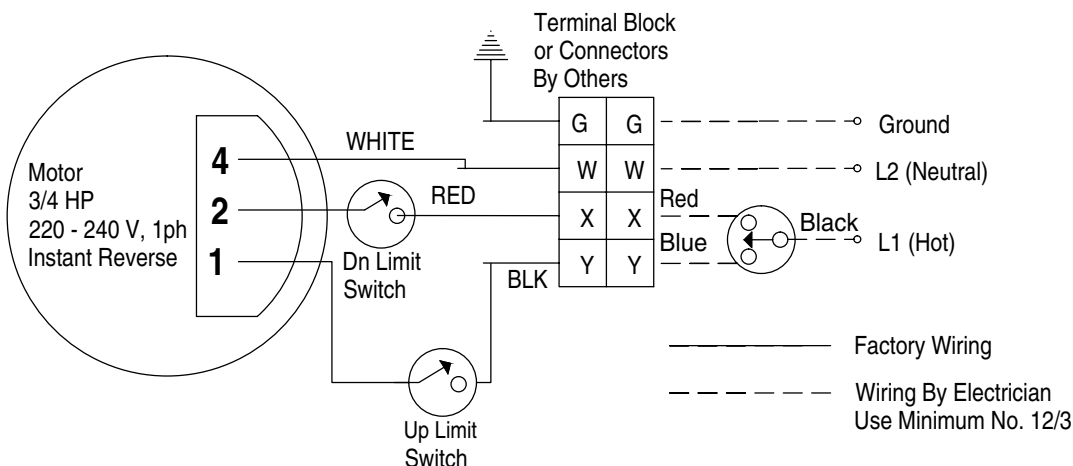 Terminal Block
or Connectors
By Others
G G
Ground
WHITE
4
W W
L2 (Neutral)
Motor
3/4 HP
220 - 240 V, 1ph
Instant Reverse
2
RED
X X
Red
Black
L1 (Hot)
1
Dn Limit
Switch
BLK
Y Y
Blue
Up Limit
Switch
Factory Wiring
Wiring By Electrician
Use Minimum No. 12/3